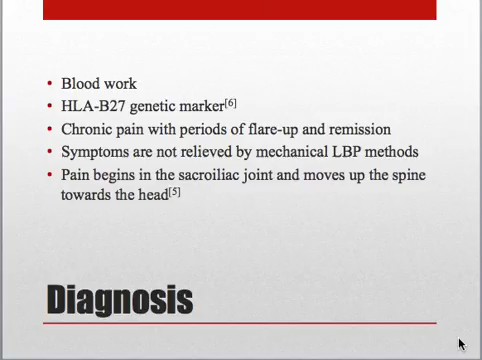 • Blood work
• HLA-B27 genetic marker[6]
• Chronic pain with periods of flare-up and remission
• Symptoms are not relieved by mechanical LBP methods
• Pain begins in the sacroiliac joint and moves up the spine
towards the head[5]
Diagnosis